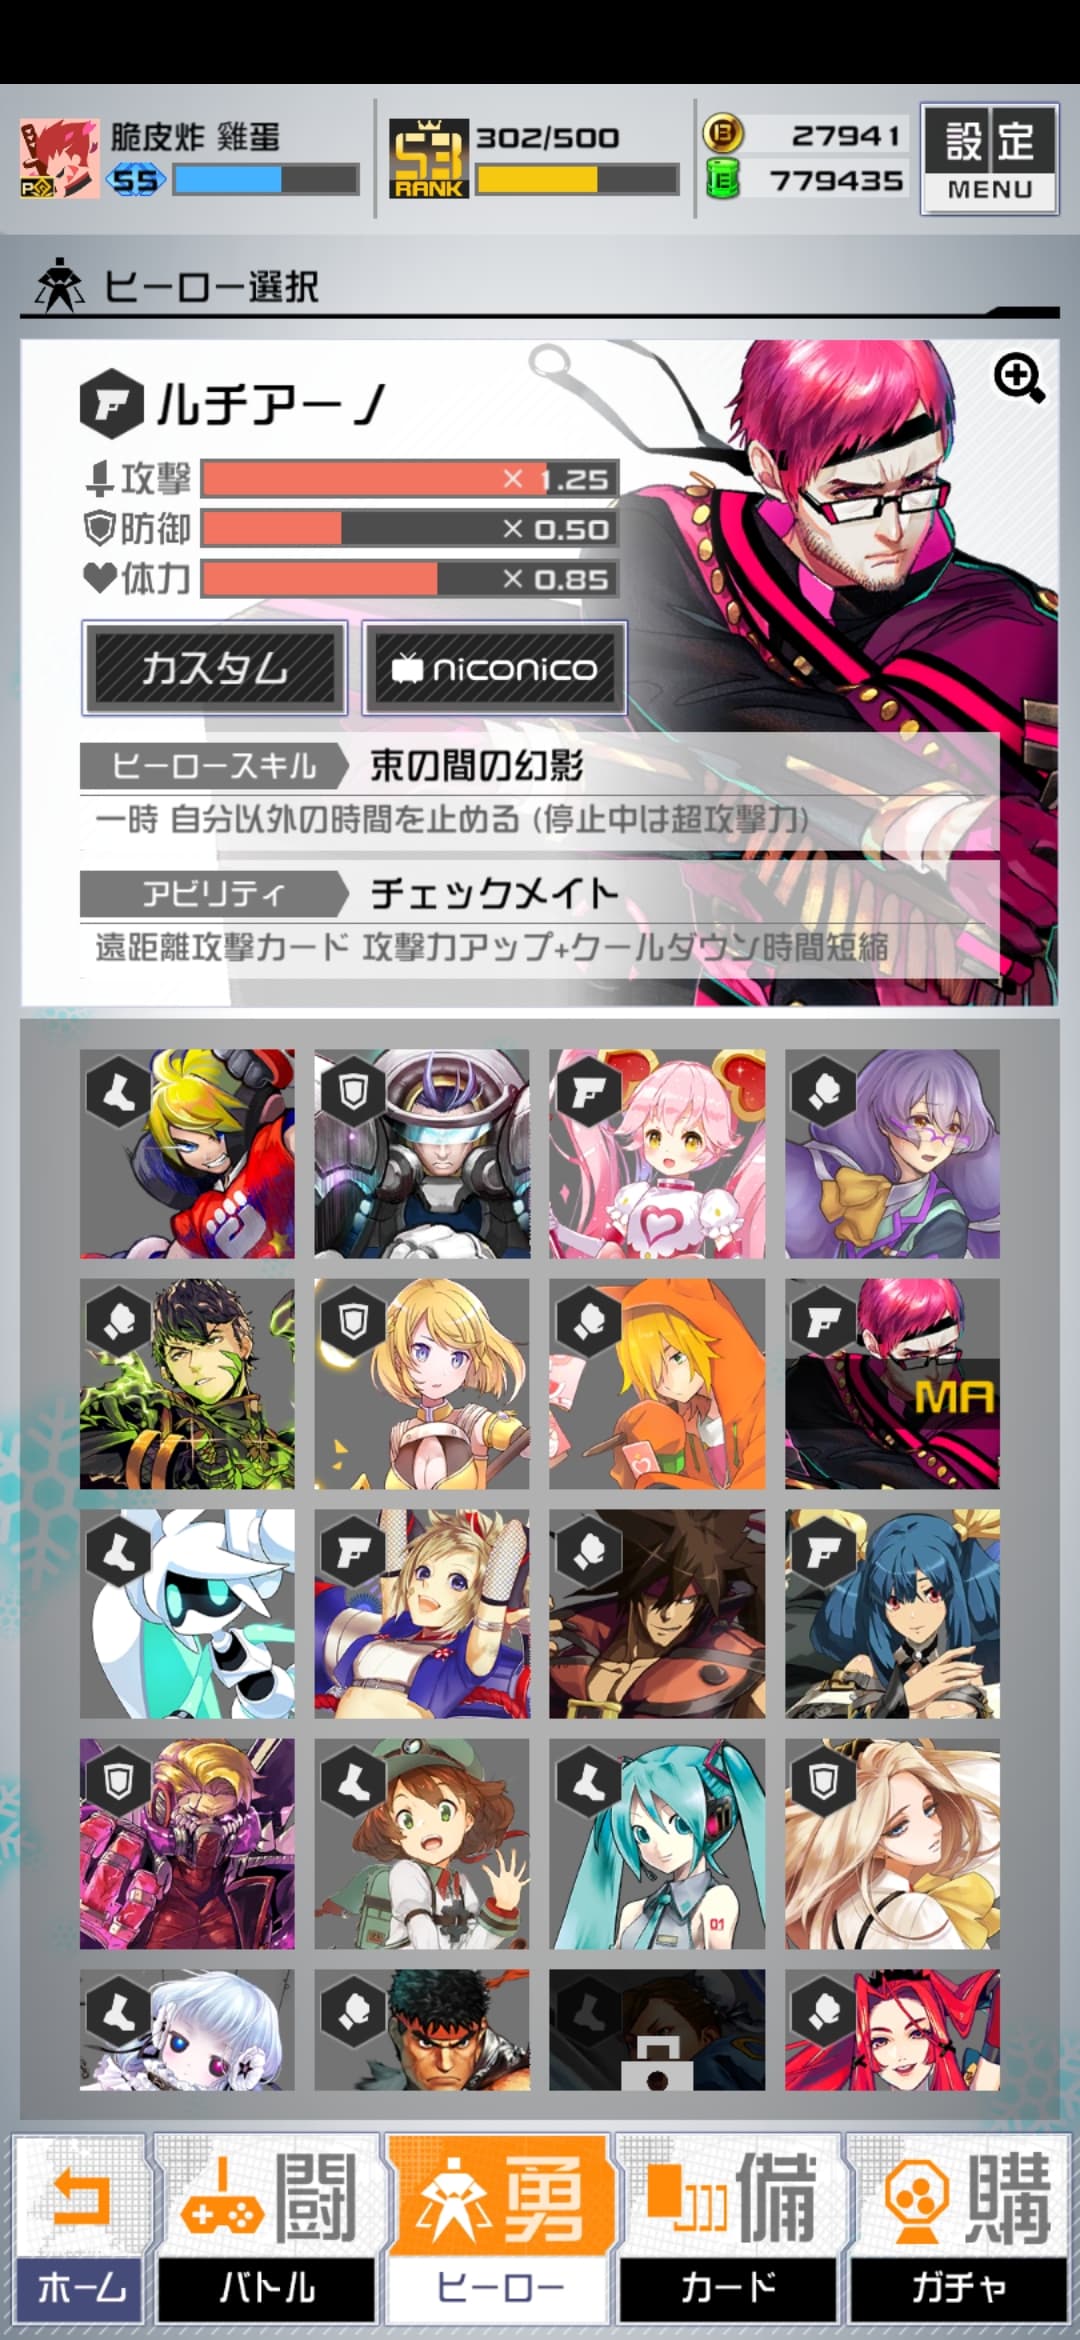 脆皮炸 雞蛋
P
55
S3
RANK
302/500
B 27941
E 779435
設定
MENU
ヒーロー選択
ルチアーノ
攻撃 × 1.25
防御 × 0.50
体力 × 0.85
カスタム
niconico
ヒーロースキル 束の間の幻影
一時 自分以外の時間を止める (停止中は超攻撃力)
アビリティ チェックメイト
遠距離攻撃カード 攻撃力アップ+クールダウン時間短縮
MA
01
闘 勇 備 購
ホーム バトル ヒーロー カード ガチャ